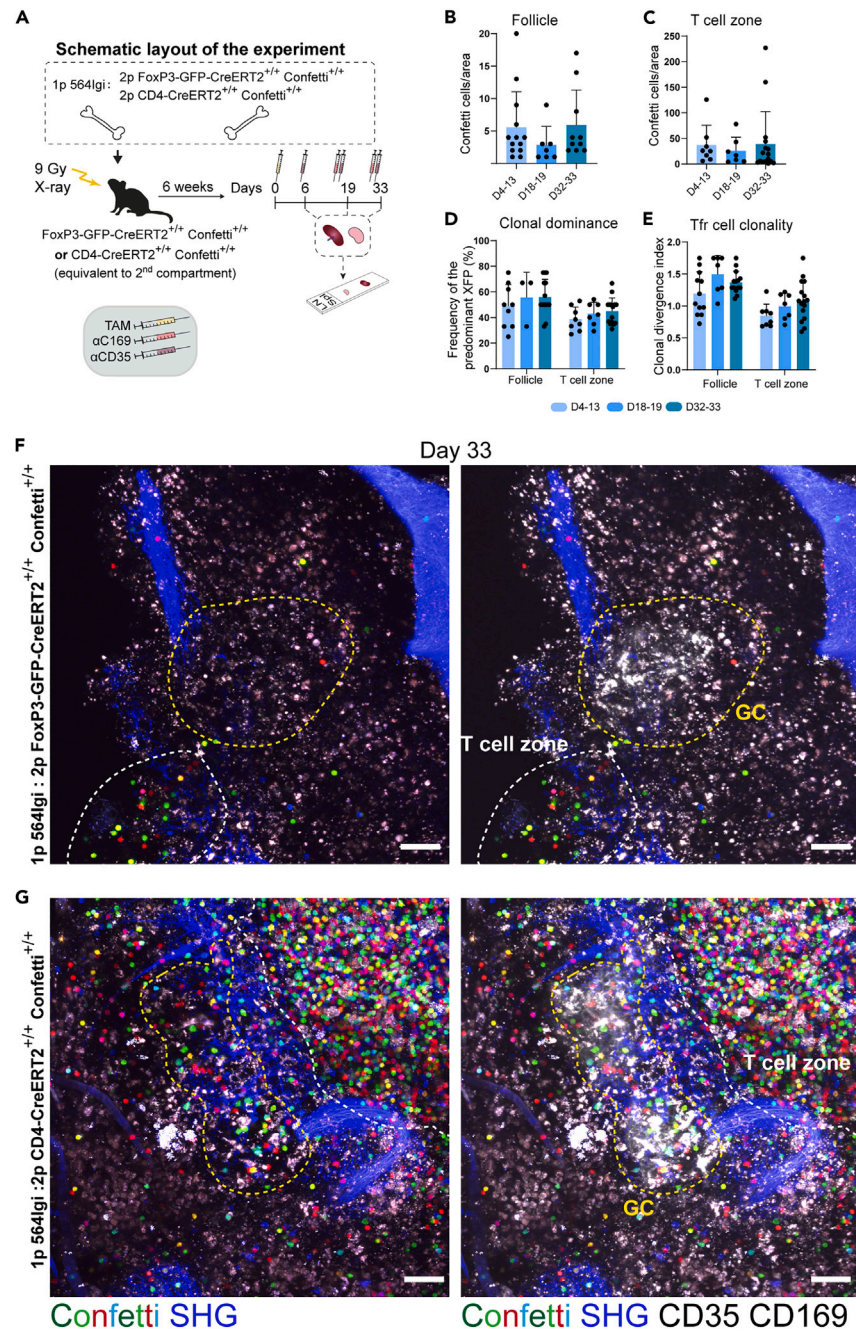 A
Schematic layout of the experiment
1p 564Igi : 2p FoxP3-GFP-CreERT2+/+ Confetti+/+
2p CD4-CreERT2+/+ Confetti+/+
9 Gy
X-ray
6 weeks
Days
0 6 19 33
FoxP3-GFP-CreERT2+/+ Confetti+/+
or CD4-CreERT2+/+ Confetti+/+
(equivalent to 2nd compartment)
LN
Spl
TAM
αC169
αCD35
B
Follicle
Confetti cells/area
20
15
10
5
D4-13
D18-19
D32-33
C
T cell zone
Confetti cells/area
250
200
150
100
50
0
D4-13
D18-19
D32-33
D
Clonal dominance
Frequency of the
predominant XFP (%)
100
80
60
40
20
0
Follicle T cell zone
E
Tfr cell clonality
Clonal divergence index
2.0
1.5
1.0
0.5
0.0
Follicle T cell zone
D4-13 D18-19 D32-33
F
Day 33
1p 564Igi : 2p FoxP3-GFP-CreERT2+/+ Confetti+/+
GC
T cell zone
G
1p 564Igi :2p CD4-CreERT2+/+ Confetti+/+
T cell zone
GC
Confetti SHG
Confetti SHG CD35 CD169